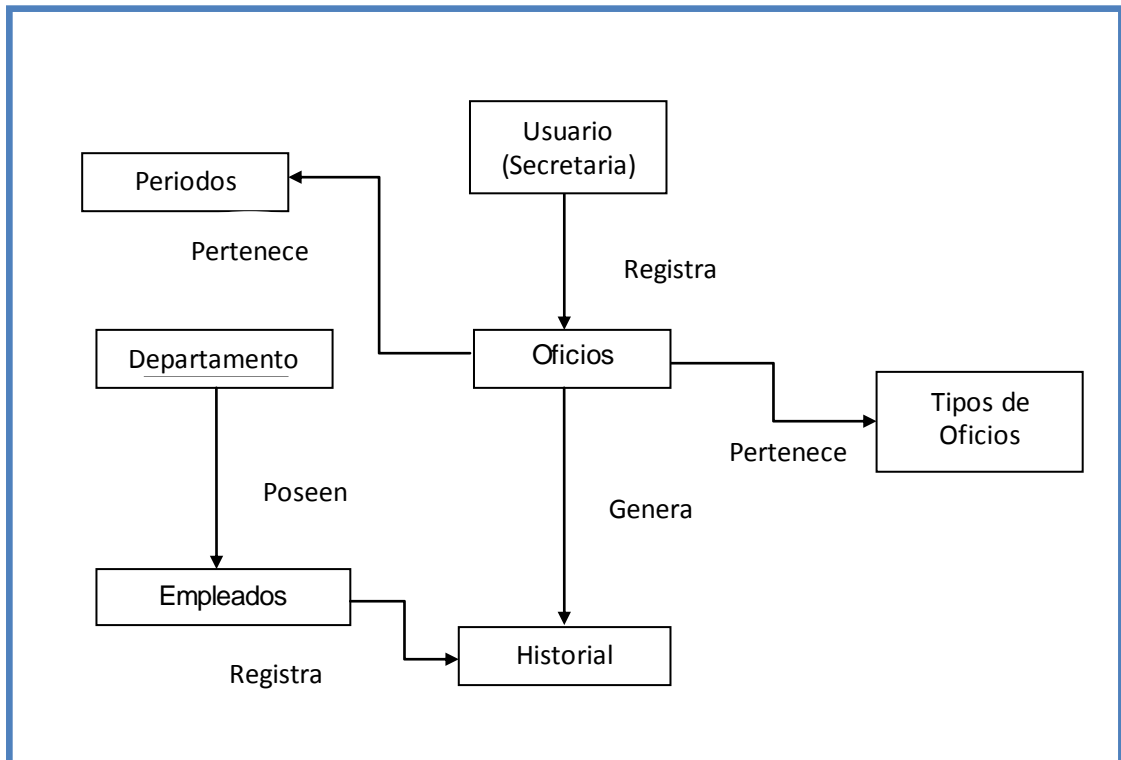 Usuario
(Secretaria)
Periodos
Pertenece
Registra
Departamento
Oficios
Tipos de
Oficios
Pertenece
Poseen
Genera
Empleados
Historial
Registra